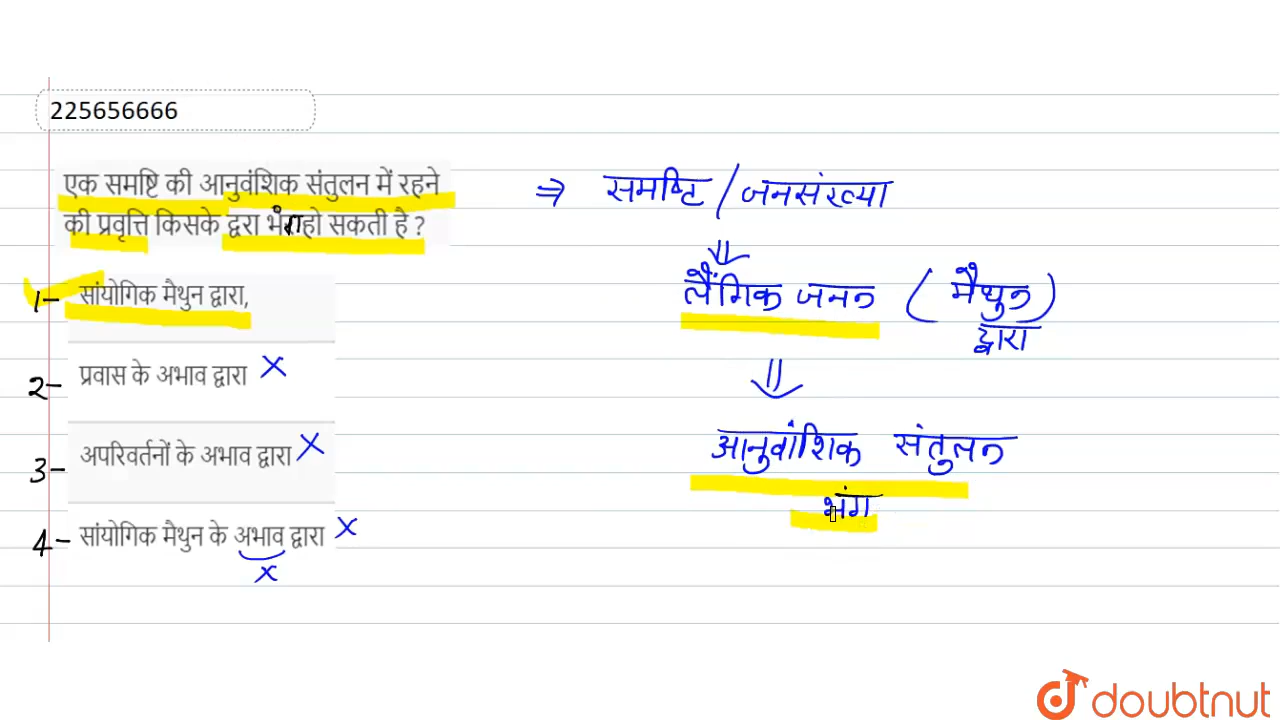 225656666
एक समष्टि की आनुवंशिक संतुलन में रहने
की प्रवृत्ति किसके द्वरा भंग हो सकती है ?
1- सांयोगिक मैथुन द्वारा,
2- प्रवास के अभाव द्वारा ×
3- अपरिवर्तनों के अभाव द्वारा ×
4- सांयोगिक मैथुन के अभाव द्वारा ×
×
⇒ समष्टि / जनसंख्या
⇓
लैंगिक जनन ( मैथुन )
द्वारा
⇓
आनुवांशिक संतुलन
भंग
doubtnut